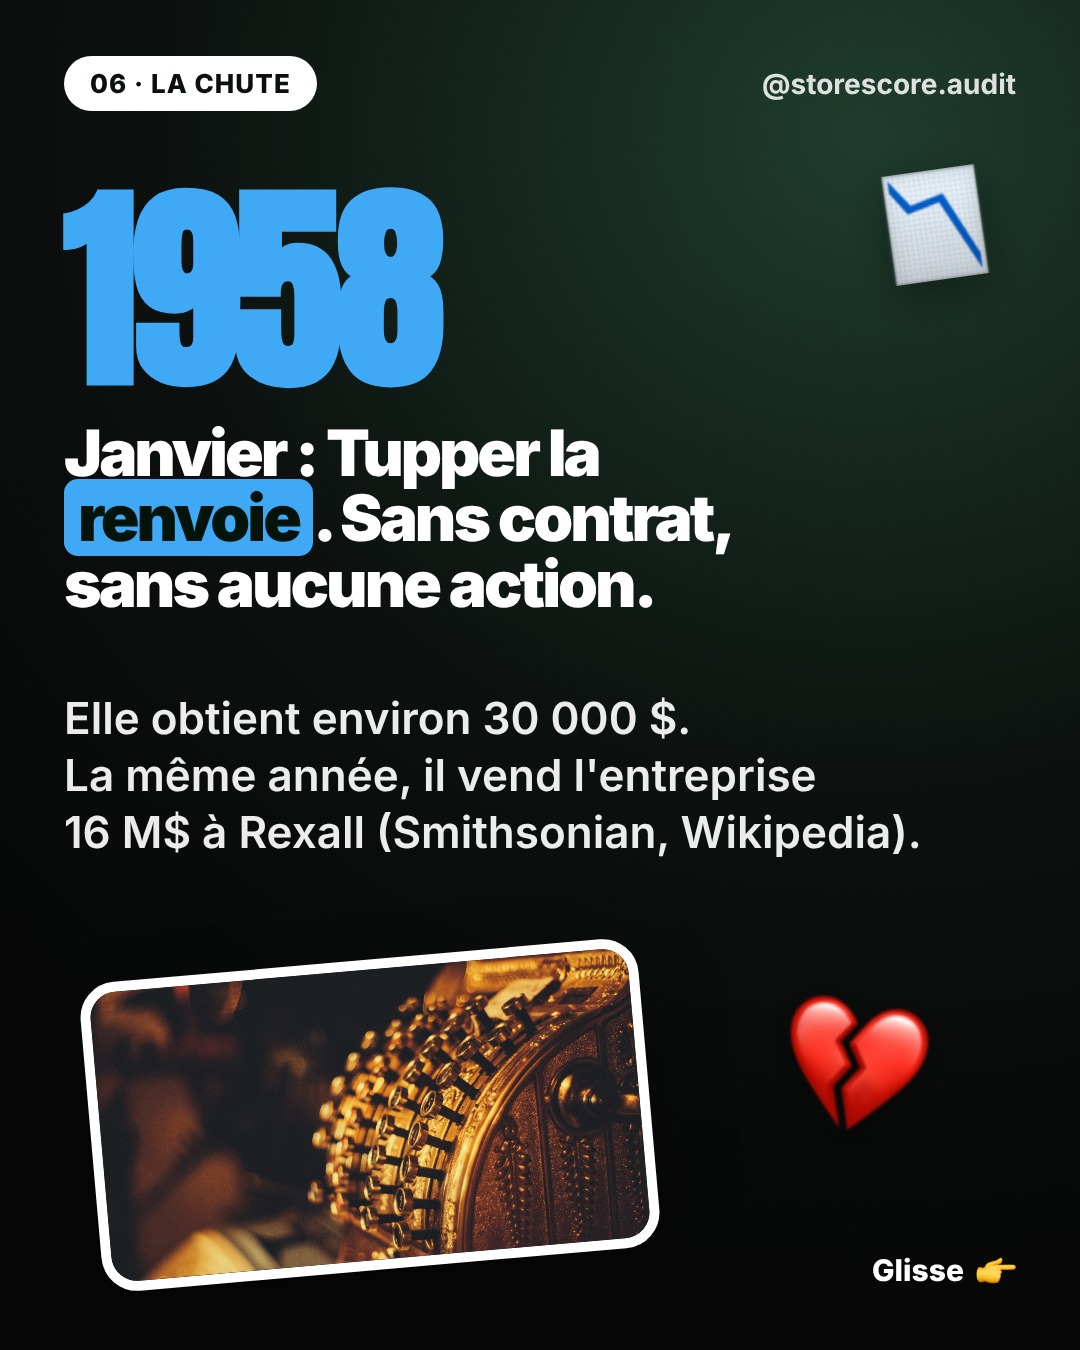 06 · LA CHUTE
@storescore.audit
1958
Janvier : Tupper la
renvoie. Sans contrat,
sans aucune action.
Elle obtient environ 30 000 $.
La même année, il vend l'entreprise
16 M$ à Rexall (Smithsonian, Wikipedia).
Glisse 👉